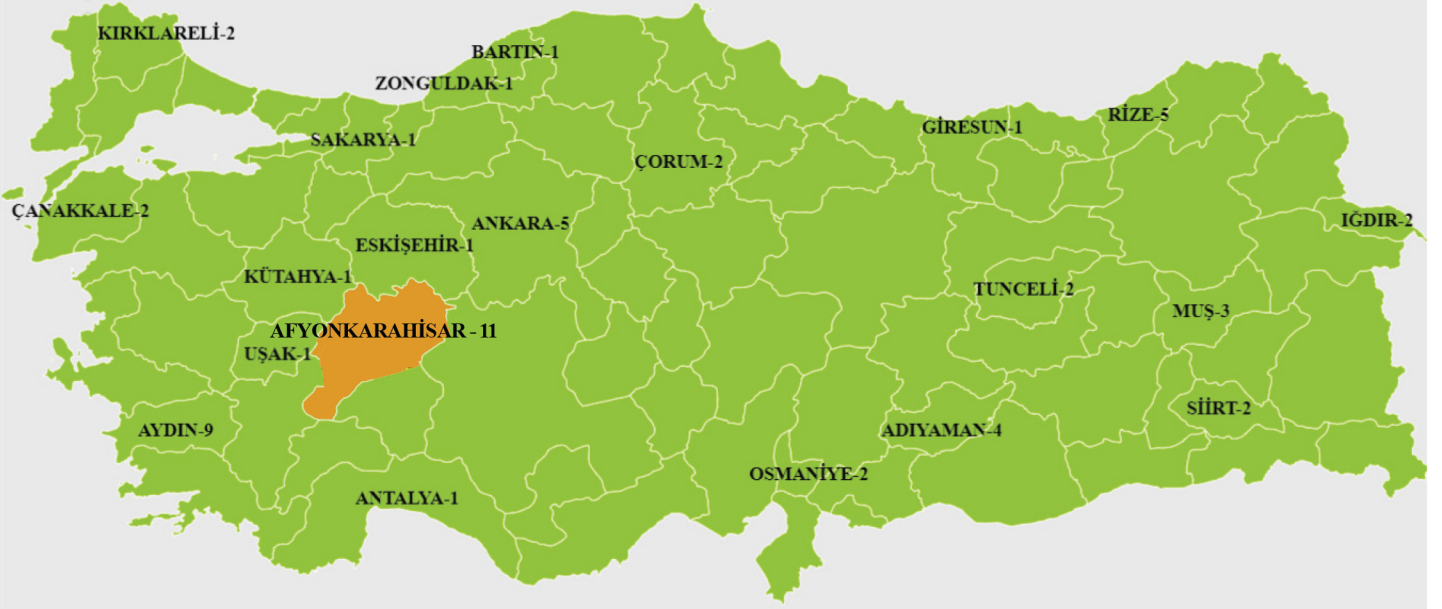 KIRKLARELİ-2
BARTIN-1
ZONGULDAK-1
RİZE-5
GİRESUN-1
SAKARYA-1
ÇORUM-2
ÇANAKKALE-2
IĞDIR-2
ANKARA-5
ESKİŞEHİR-1
KÜTAHYA-1
TUNCELİ-2
MUŞ-3
AFYONKARAHİSAR - 11
UŞAK-1
SİİRT-2
AYDIN-9
ADIYAMAN-4
OSMANİYE-2
ANTALYA-1